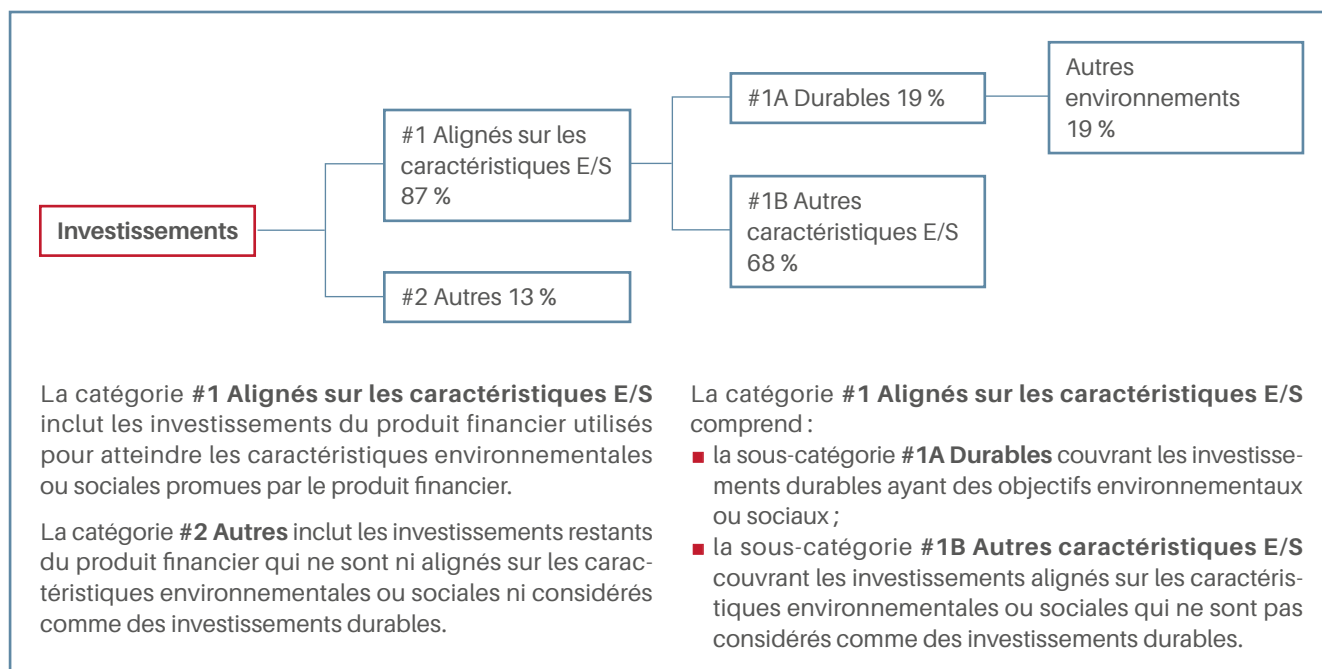 Investissements
#1 Alignés sur les
caractéristiques E/S
87 %
#2 Autres 13 %
#1A Durables 19 %
#1B Autres
caractéristiques E/S
68 %
Autres
environnements
19 %
La catégorie #1 Alignés sur les caractéristiques E/S
inclut les investissements du produit financier utilisés
pour atteindre les caractéristiques environnementales
ou sociales promues par le produit financier.
La catégorie #2 Autres inclut les investissements restants
du produit financier qui ne sont ni alignés sur les carac-
téristiques environnementales ou sociales ni considérés
comme des investissements durables.
La catégorie #1 Alignés sur les caractéristiques E/S
comprend :
■ la sous-catégorie #1A Durables couvrant les investisse-
ments durables ayant des objectifs environnementaux
ou sociaux ;
■ la sous-catégorie #1B Autres caractéristiques E/S
couvrant les investissements alignés sur les caractéris-
tiques environnementales ou sociales qui ne sont pas
considérés comme des investissements durables.